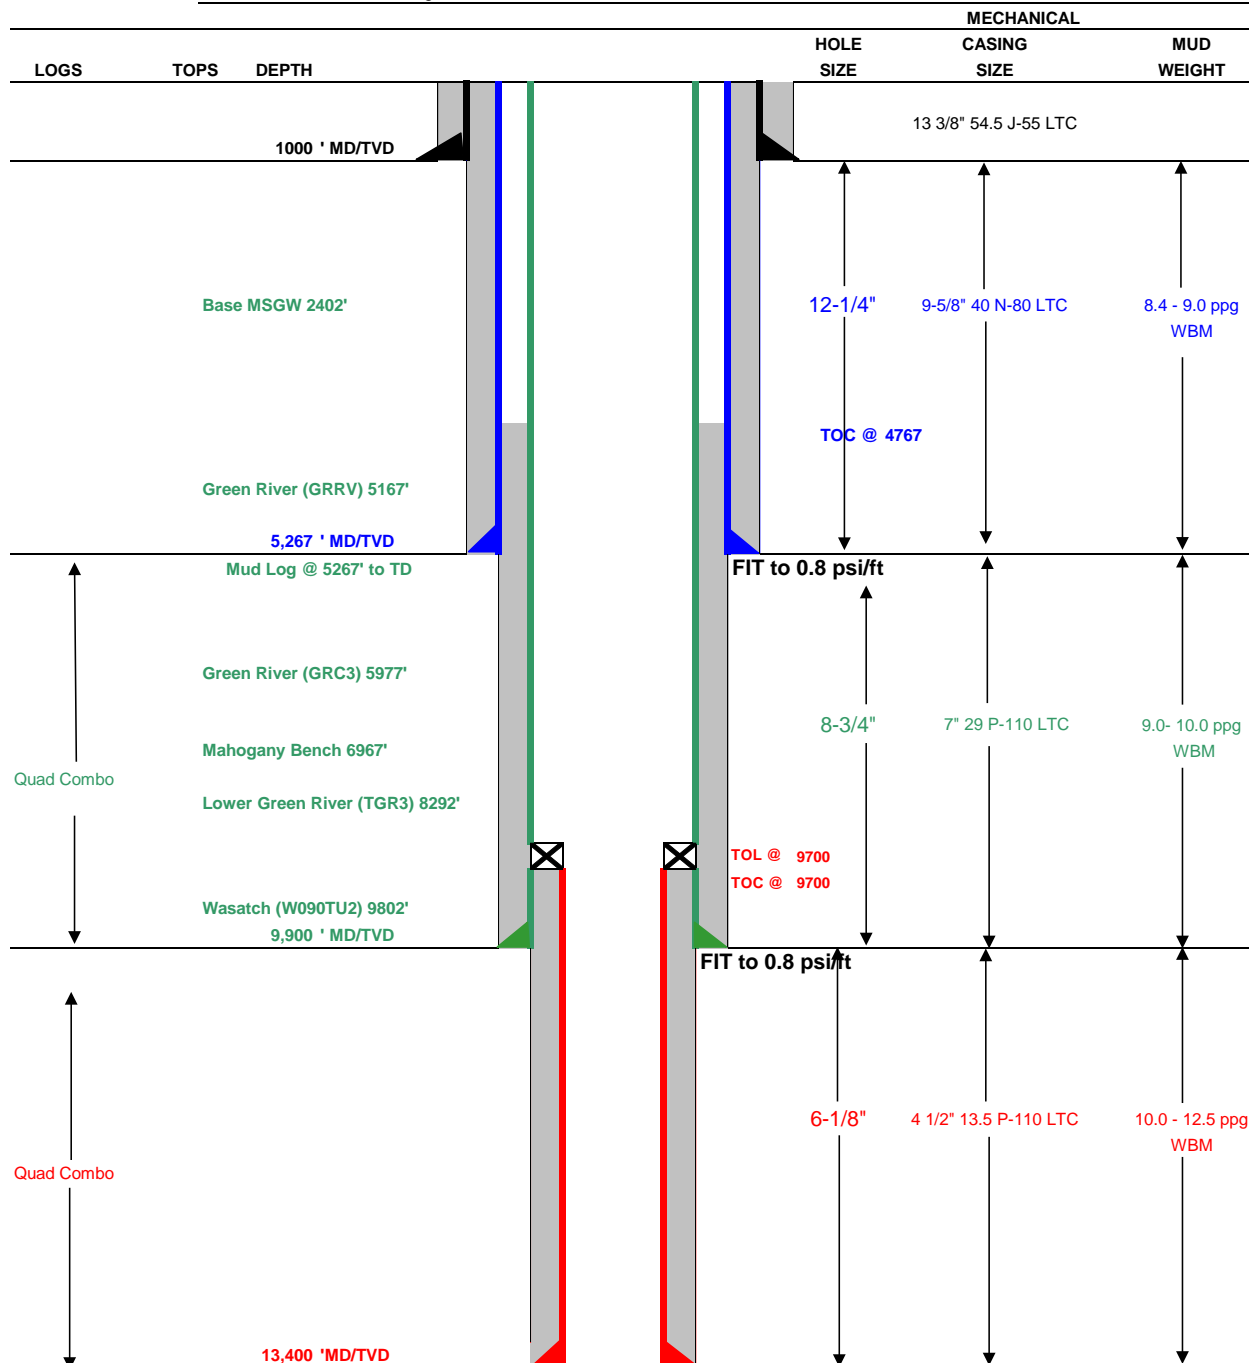 MECHANICAL
HOLE CASING MUD
LOGS TOPS DEPTH SIZE SIZE WEIGHT
13 3/8" 54.5 J-55 LTC
1000 ' MD/TVD
Base MSGW 2402' 12-1/4" 9-5/8" 40 N-80 LTC 8.4 - 9.0 ppg
WBM
TOC @ 4767
Green River (GRRV) 5167'
5,267 ' MD/TVD
Mud Log @ 5267' to TD FIT to 0.8 psi/ft
Green River (GRC3) 5977'
8-3/4" 7" 29 P-110 LTC 9.0- 10.0 ppg
Mahogany Bench 6967' WBM
Quad Combo
Lower Green River (TGR3) 8292'
TOL @ 9700
TOC @ 9700
Wasatch (W090TU2) 9802'
9,900 ' MD/TVD
FIT to 0.8 psi/ft
6-1/8" 4 1/2" 13.5 P-110 LTC 10.0 - 12.5 ppg
WBM
Quad Combo
13,400 'MD/TVD